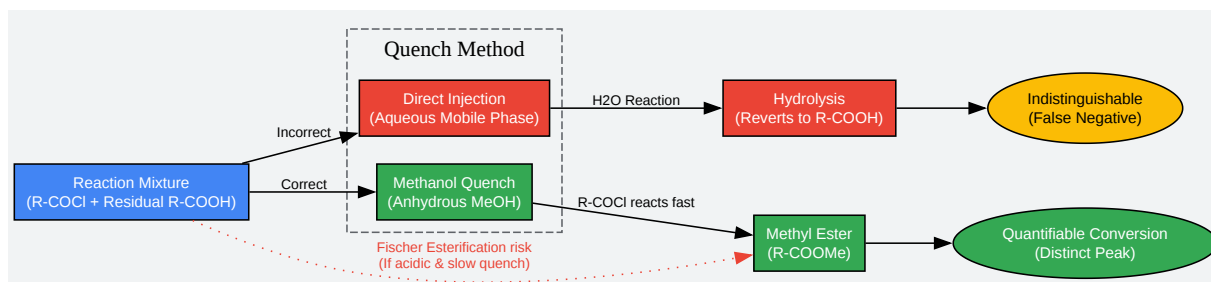 Quench Method
Direct Injection
(Aqueous Mobile Phase)
H2O Reaction
Hydrolysis
(Reverts to R-COOH)
Indistinguishable
(False Negative)
Incorrect
Reaction Mixture
(R-COCl + Residual R-COOH)
Correct
Methanol Quench
(Anhydrous MeOH)
R-COCl reacts fast
Methyl Ester
(R-COOMe)
Quantifiable Conversion
(Distinct Peak)
Fischer Esterification risk
(If acidic & slow quench)